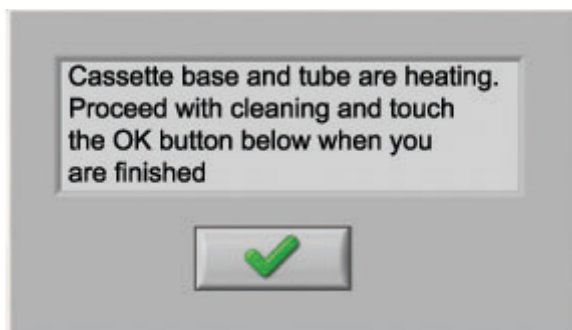 Cassette base and tube are heating.
Proceed with cleaning and touch
the OK button below when you
are finished